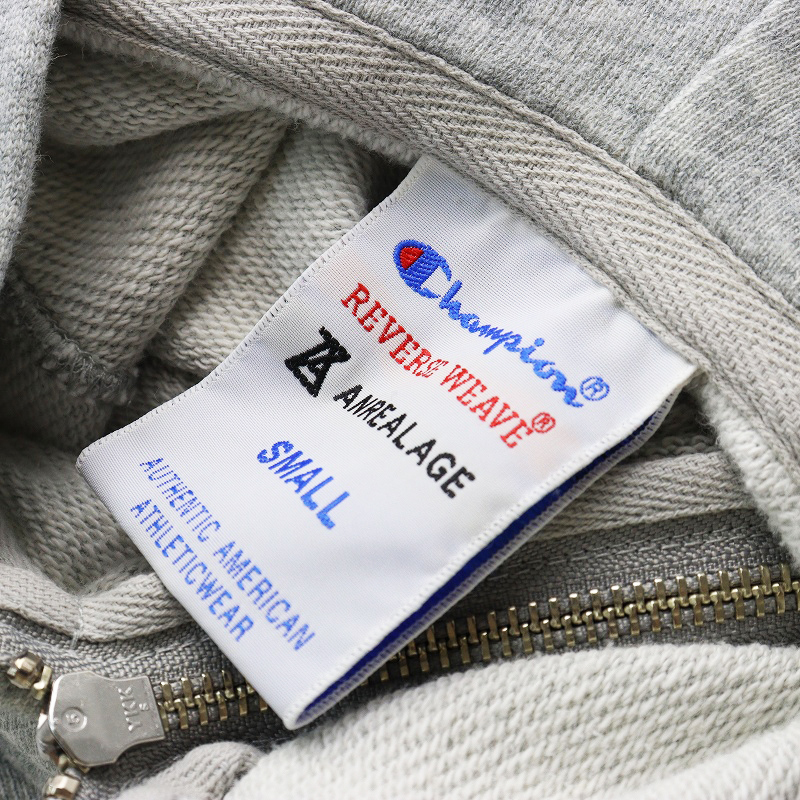 Champion®
REVERSE WEAVE®
ANREALAGE
SMALL
AUTHENTIC AMERICAN
ATHLETICWEAR
YKK